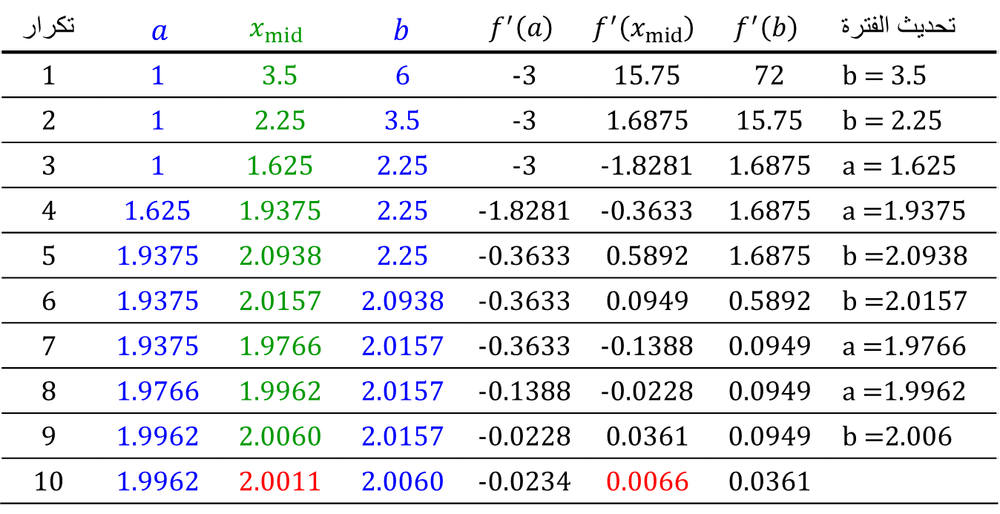 تكرار a x_mid b f′(a) f′(x_mid) f′(b) تحديث الفترة
1 1 3.5 6 -3 15.75 72 b = 3.5
2 1 2.25 3.5 -3 1.6875 15.75 b = 2.25
3 1 1.625 2.25 -3 -1.8281 1.6875 a = 1.625
4 1.625 1.9375 2.25 -1.8281 -0.3633 1.6875 a =1.9375
5 1.9375 2.0938 2.25 -0.3633 0.5892 1.6875 b =2.0938
6 1.9375 2.0157 2.0938 -0.3633 0.0949 0.5892 b =2.0157
7 1.9375 1.9766 2.0157 -0.3633 -0.1388 0.0949 a =1.9766
8 1.9766 1.9962 2.0157 -0.1388 -0.0228 0.0949 a =1.9962
9 1.9962 2.0060 2.0157 -0.0228 0.0361 0.0949 b =2.006
10 1.9962 2.0011 2.0060 -0.0234 0.0066 0.0361